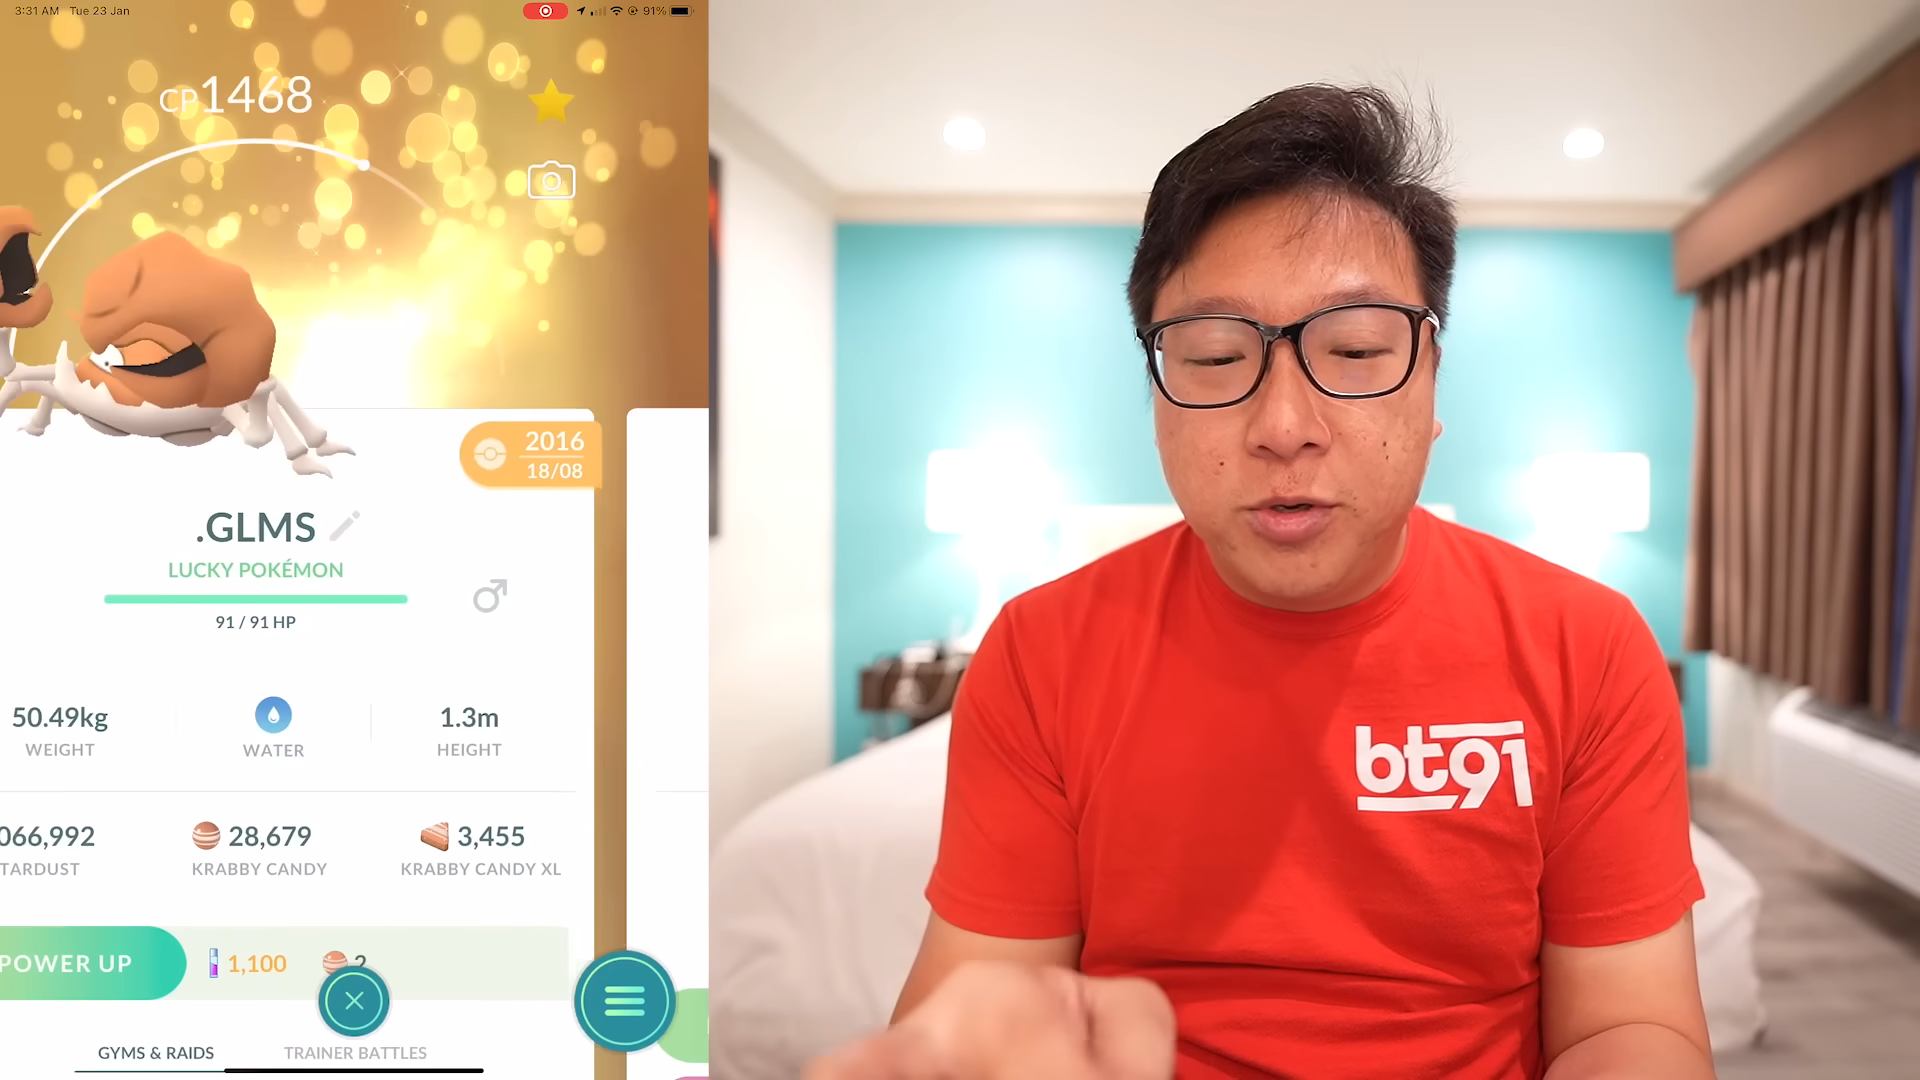 3:31 AM Tue 23 Jan
91%
CP1468
2016
18/08
.GLMS
LUCKY POKÉMON
91 / 91 HP
50.49kg
WEIGHT
WATER
1.3m
HEIGHT
066,992
TARDUST
28,679
KRABBY CANDY
3,455
KRABBY CANDY XL
POWER UP
1,100
2
GYMS & RAIDS
TRAINER BATTLES
bt91